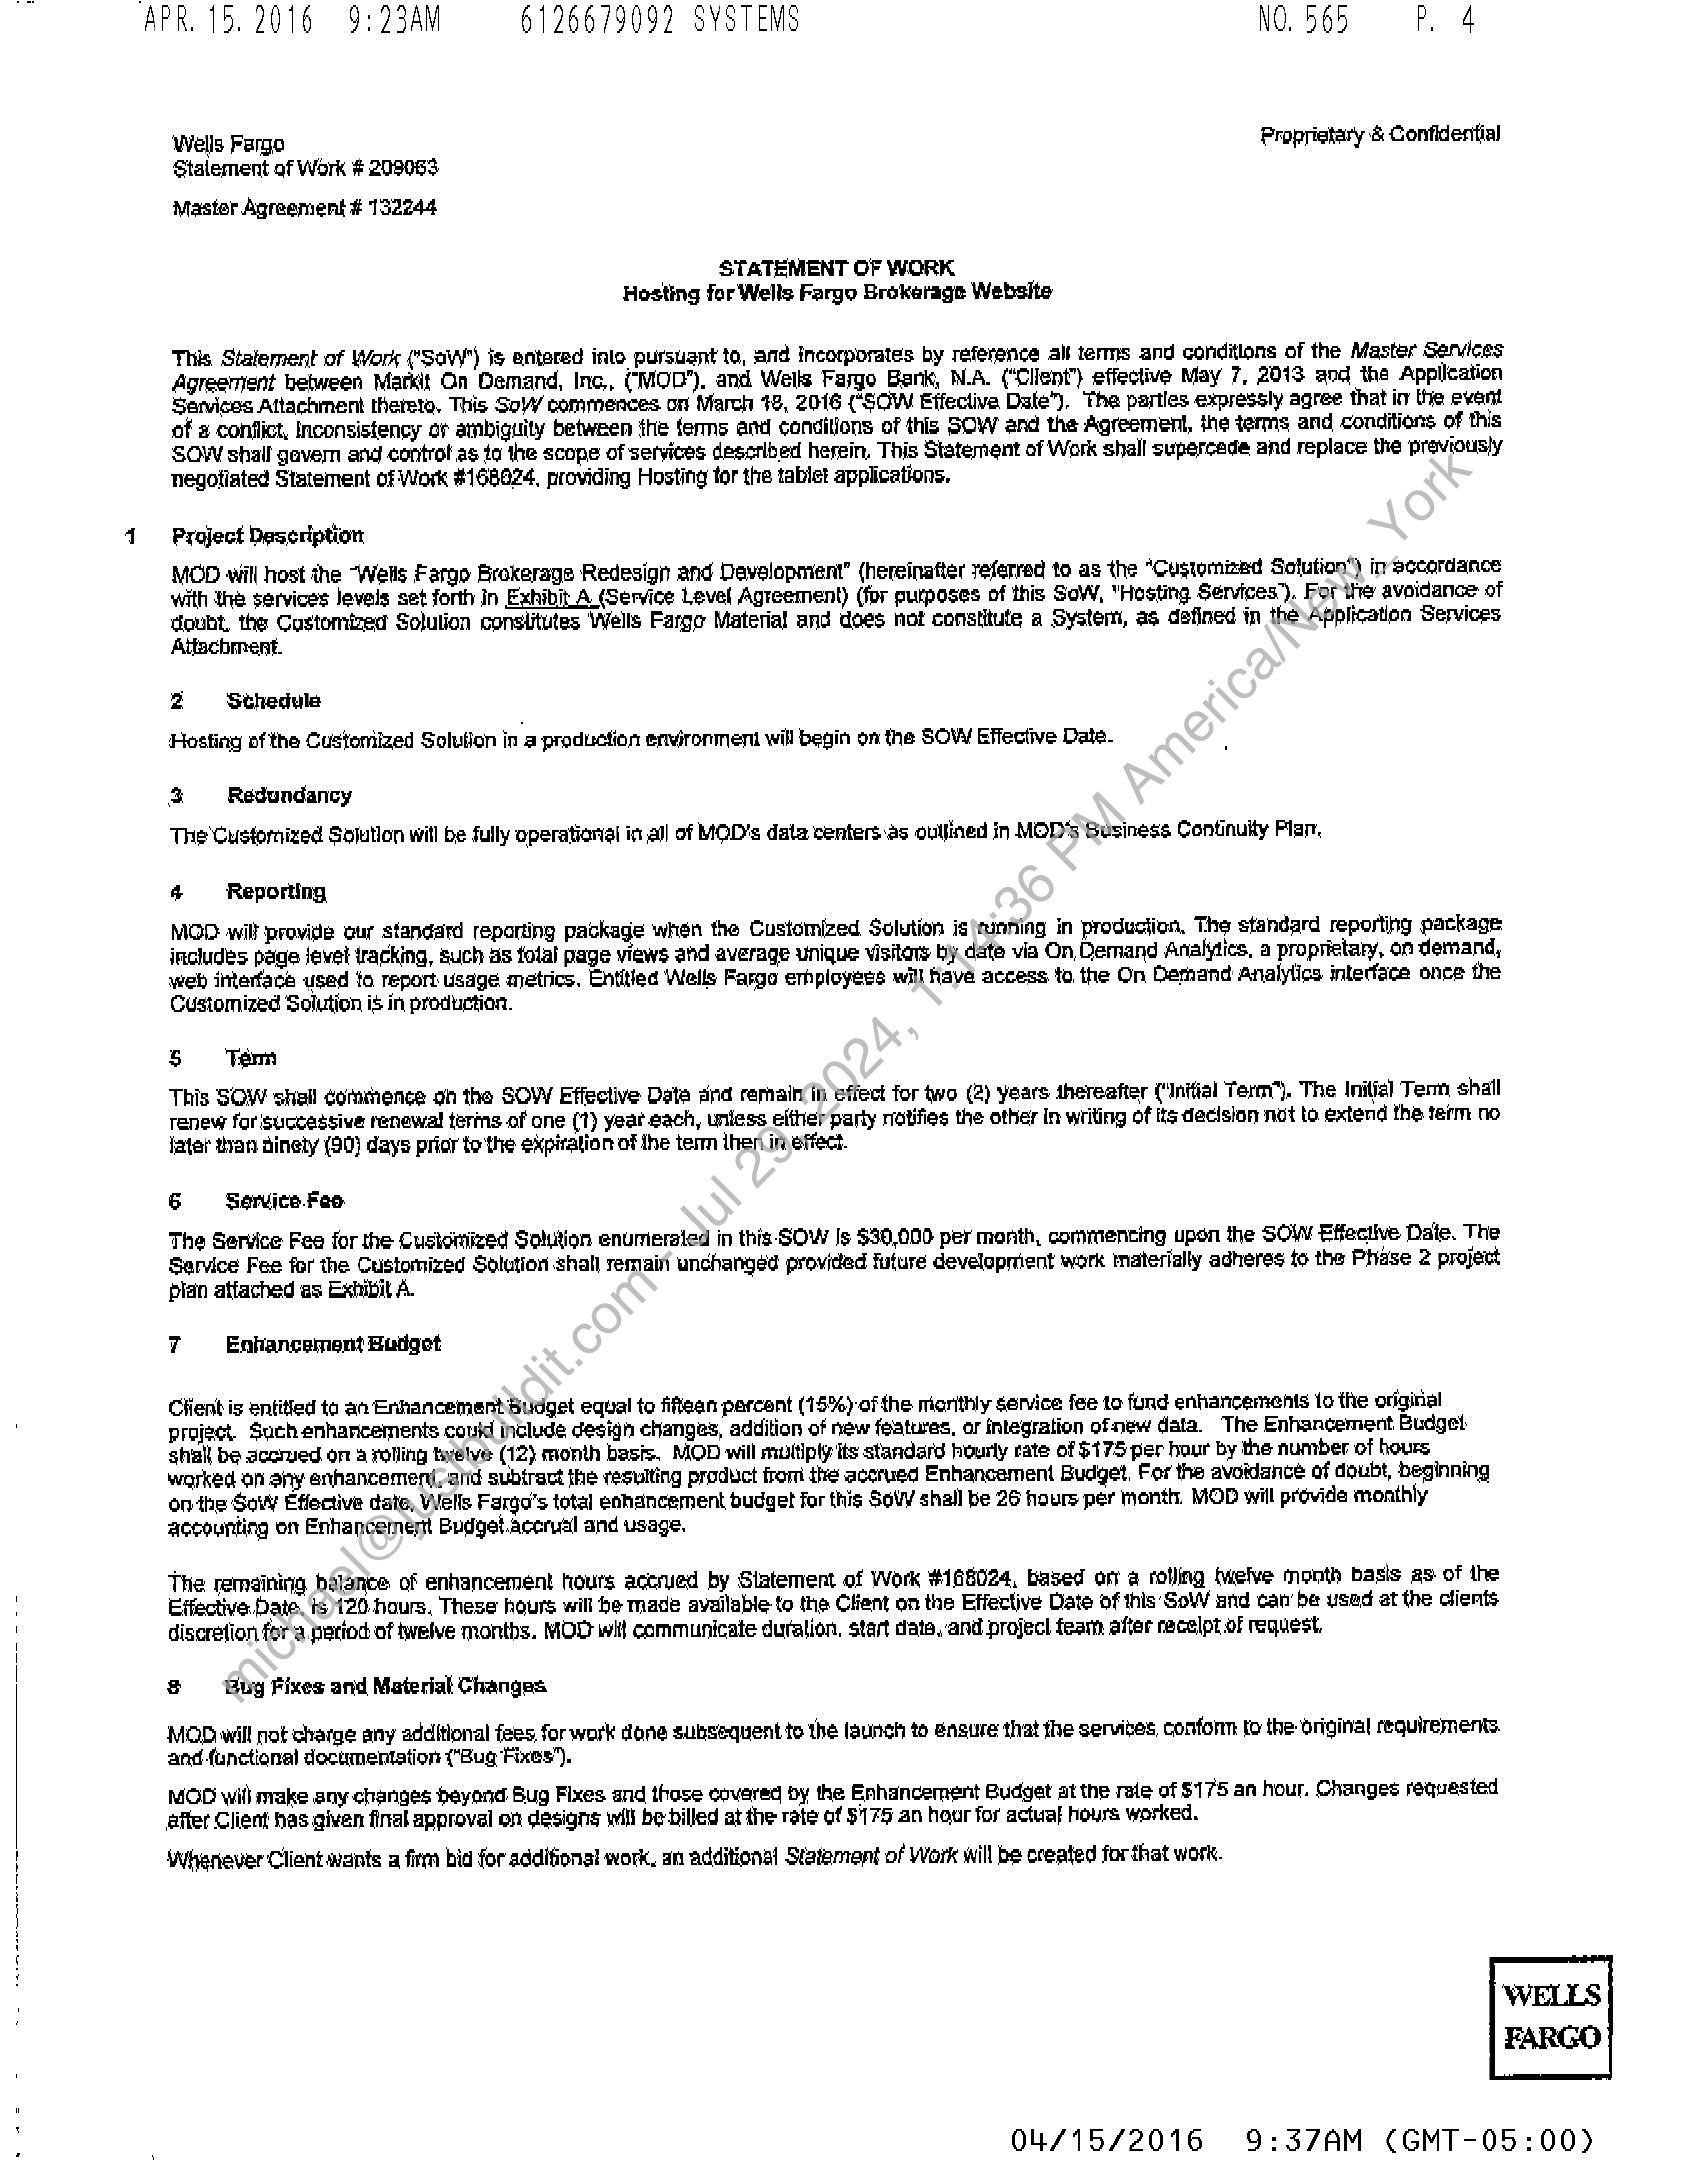 APR. 15. 2016 9:23AM 6126679092 SYSTEMS NO. 565 P. 4
Wells Fargo
Proprietary & Confidential
Statement of Work # 209063
Master Agreement # 132244
STATEMENT OF WORK
Hosting for Wells Fargo Brokerage Website
This Statement of Work ("SoW") is entered into pursuant to, and incorporates by reference all terms and conditions of the Master Services
Agreement between Markit On Demand, Inc., ("MOD"), and Wells Fargo Bank, N.A. ("Client") effective May 7, 2013 and the Application
Services Attachment thereto. This SoW commences on March 18, 2016 ("SOW Effective Date"). The parties expressly agree that in the event
of a conflict, inconsistency or ambiguity between the terms and conditions of this SOW and the Agreement, the terms and conditions of this
SOW shall govern and control as to the scope of services described herein. This Statement of Work shall supercede and replace the previously
negotiated Statement of Work #168024, providing Hosting for the tablet applications.
1 Project Description
MOD will host the "Wells Fargo Brokerage Redesign and Development" (hereinafter referred to as the "Customized Solution") in accordance
with the services levels set forth in Exhibit A (Service Level Agreement) (for purposes of this SoW, "Hosting Services"). For the avoidance of
doubt, the Customized Solution constitutes Wells Fargo Material and does not constitute a System, as defined in the Application Services
Attachment.
2 Schedule
Hosting of the Customized Solution in a production environment will begin on the SOW Effective Date.
3 Redundancy
The Customized Solution will be fully operational in all of MOD's data centers as outlined in MOD's Business Continuity Plan.
4 Reporting
MOD will provide our standard reporting package when the Customized Solution is running in production. The standard reporting package
includes page level tracking, such as total page views and average unique visitors by date via On Demand Analytics, a proprietary, on demand,
web interface used to report usage metrics. Entitled Wells Fargo employees will have access to the On Demand Analytics interface once the
Customized Solution is in production.
5 Term
This SOW shall commence on the SOW Effective Date and remain in effect for two (2) years thereafter ("Initial Term"). The Initial Term shall
renew for successive renewal terms of one (1) year each, unless either party notifies the other in writing of its decision not to extend the term no
later than ninety (90) days prior to the expiration of the term then in effect.
6 Service Fee
The Service Fee for the Customized Solution enumerated in this SOW is $30,000 per month, commencing upon the SOW Effective Date. The
Service Fee for the Customized Solution shall remain unchanged provided future development work materially adheres to the Phase 2 project
plan attached as Exhibit A.
7 Enhancement Budget
Client is entitled to an Enhancement Budget equal to fifteen percent (15%) of the monthly service fee to fund enhancements to the original
project. Such enhancements could include design changes, addition of new features, or integration of new data. The Enhancement Budget
shall be accrued on a rolling twelve (12) month basis. MOD will multiply its standard hourly rate of $175 per hour by the number of hours
worked on any enhancement, and subtract the resulting product from the accrued Enhancement Budget. For the avoidance of doubt, beginning
on the SoW Effective date, Wells Fargo's total enhancement budget for this SoW shall be 26 hours per month. MOD will provide monthly
accounting on Enhancement Budget accrual and usage.
The remaining balance of enhancement hours accrued by Statement of Work #168024, based on a rolling twelve month basis as of the
Effective Date, is 120 hours. These hours will be made available to the Client on the Effective Date of this SoW and can be used at the clients
discretion for a period of twelve months. MOD will communicate duration, start date, and project team after receipt of request.
8 Bug Fixes and Material Changes
MOD will not charge any additional fees for work done subsequent to the launch to ensure that the services conform to the original requirements
and functional documentation ("Bug Fixes").
MOD will make any changes beyond Bug Fixes and those covered by the Enhancement Budget at the rate of $175 an hour. Changes requested
after Client has given final approval on designs will be billed at the rate of $175 an hour for actual hours worked.
Whenever Client wants a firm bid for additional work, an additional Statement of Work will be created for that work.
WELLS
FARGO
04/15/2016 9:37AM (GMT-05:00)
michael@justbuildit.com - Jul 29, 2024, 1:14:36 PM America/New_York